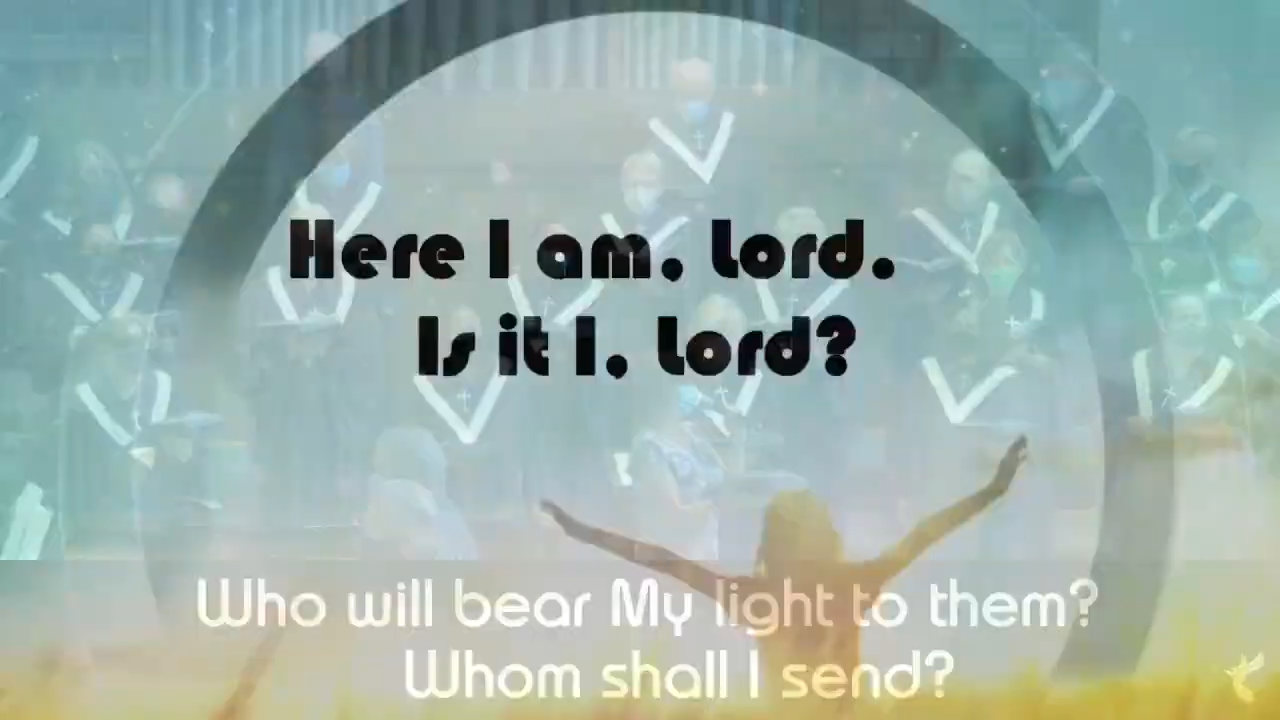 Here I am, Lord.
Is it I, Lord?
Who will bear My light to them?
Whom shall I send?